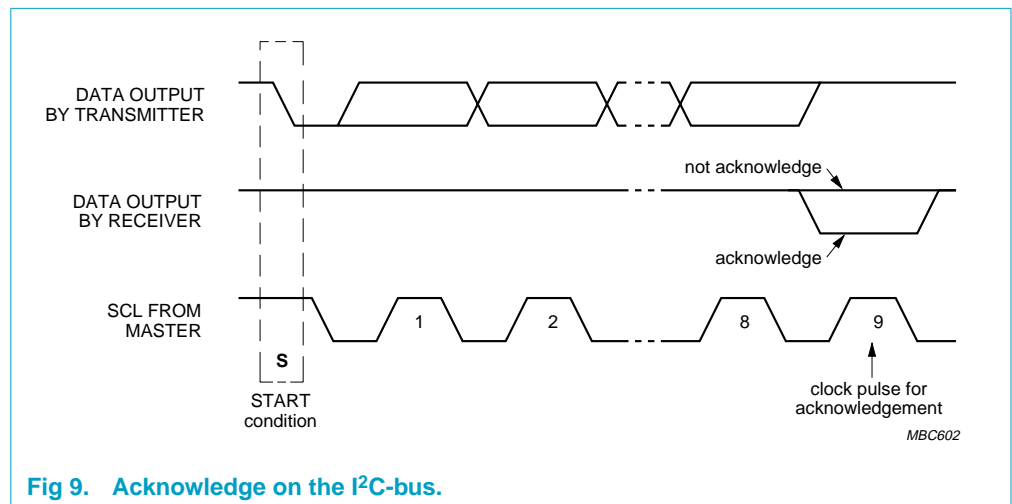 DATA OUTPUT
BY TRANSMITTER
not acknowledge
DATA OUTPUT
BY RECEIVER
acknowledge
SCL FROM
MASTER
1
2
8
9
S
START
condition
clock pulse for
acknowledgement
MBC602
Fig 9. Acknowledge on the I²C-bus.